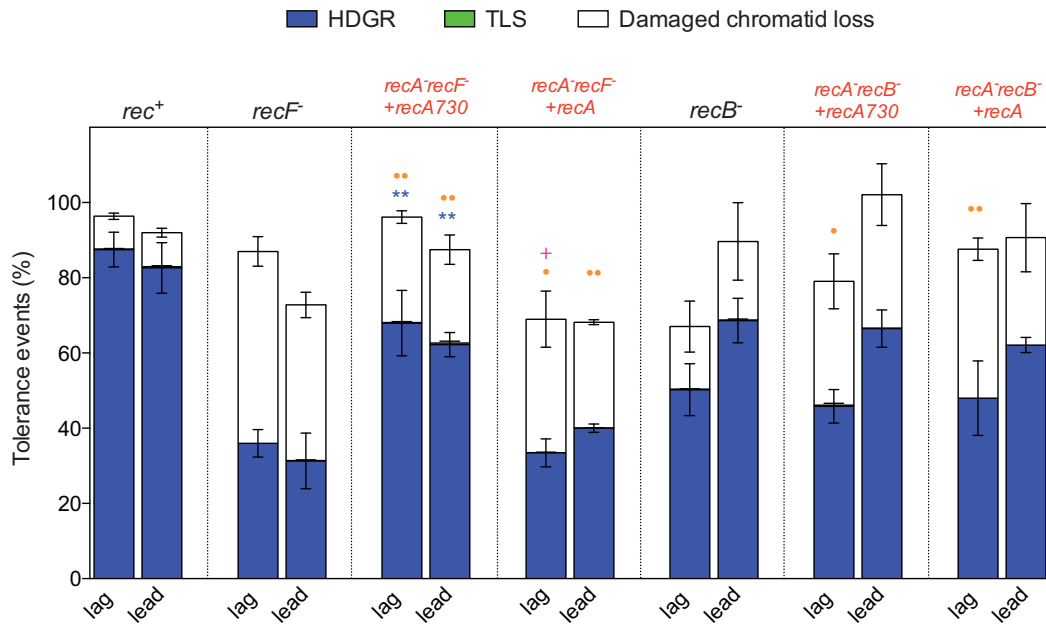 HDGR TLS Damaged chromatid loss
rec⁺ recF⁻ recA⁻recF⁻ +recA730 recA⁻recF⁻ +recA recB⁻ recA⁻recB⁻ +recA730 recA⁻recB⁻ +recA
Tolerance events (%)
100
80
60
40
20
0
** **
+
lag lead lag lead lag lead lag lead lag lead lag lead lag lead